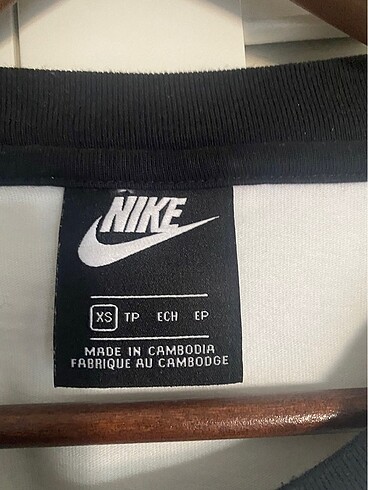 NIKE
XS TP ECH EP
MADE IN CAMBODIA
FABRIQUE AU CAMBODGE